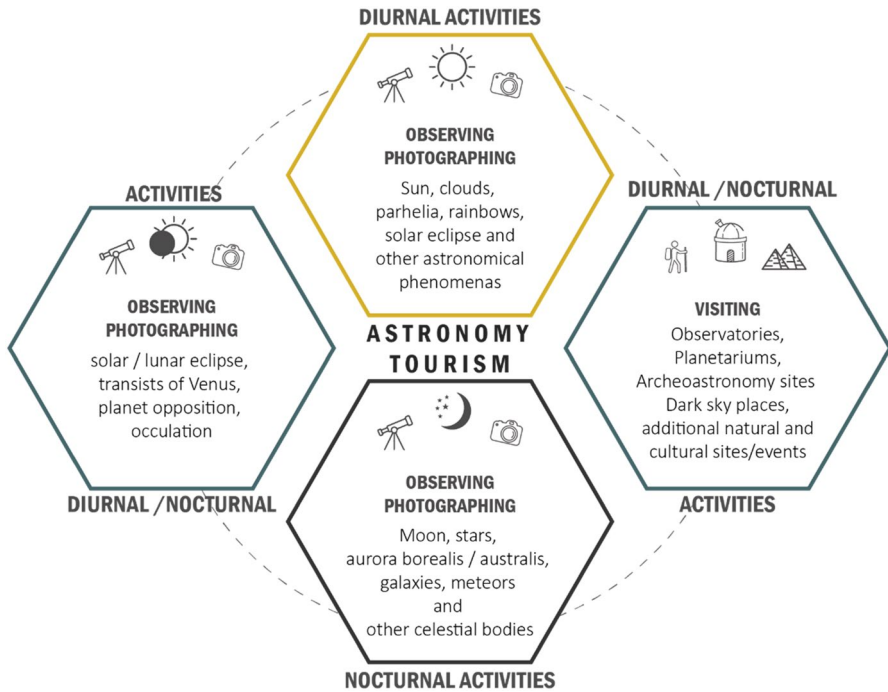 DIURNAL ACTIVITIES
OBSERVING
PHOTOGRAPHING
Sun, clouds,
parhelia, rainbows,
solar eclipse and
other astronomical
phenomenas
ACTIVITIES
OBSERVING
PHOTOGRAPHING
solar / lunar eclipse,
transists of Venus,
planet opposition,
occulation
DIURNAL /NOCTURNAL
ASTRONOMY
TOURISM
DIURNAL /NOCTURNAL
VISITING
Observatories,
Planetariums,
Archeoastronomy sites
Dark sky places,
additional natural and
cultural sites/events
ACTIVITIES
OBSERVING
PHOTOGRAPHING
Moon, stars,
aurora borealis / australis,
galaxies, meteors
and
other celestial bodies
NOCTURNAL ACTIVITIES